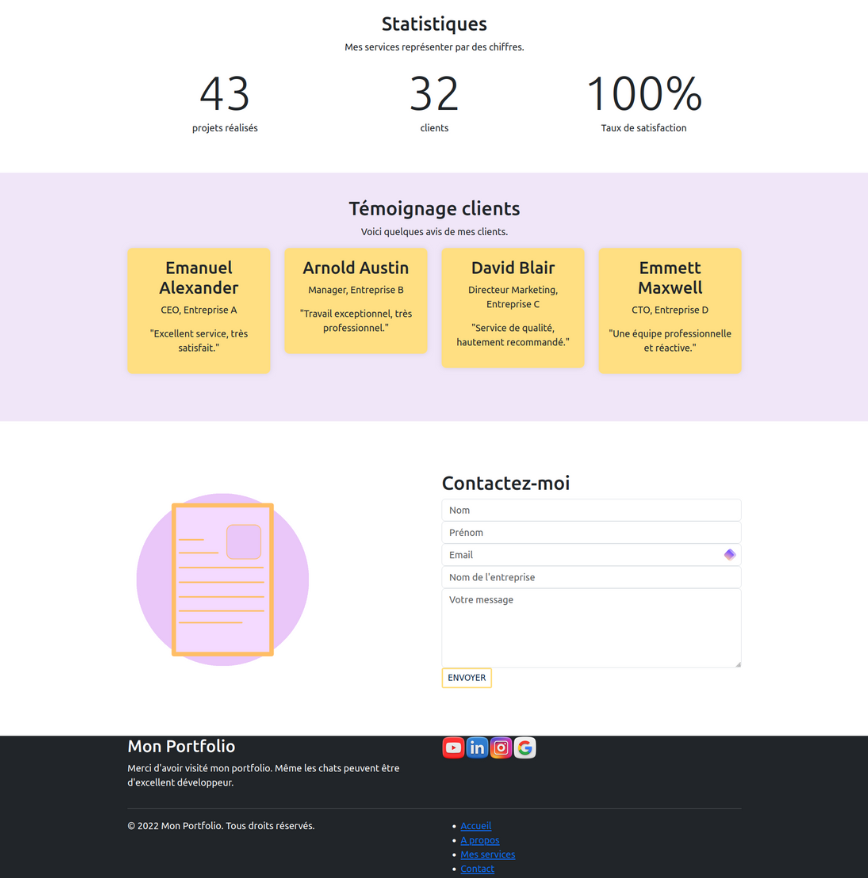 Statistiques
Mes services représenter par des chiffres.
43
projets réalisés
32
clients
100%
Taux de satisfaction
Témoignage clients
Voici quelques avis de mes clients.
Emanuel
Alexander
CEO, Entreprise A
"Excellent service, très
satisfait."
Arnold Austin
Manager, Entreprise B
"Travail exceptionnel, très
professionnel."
David Blair
Directeur Marketing,
Entreprise C
"Service de qualité,
hautement recommandé."
Emmett
Maxwell
CTO, Entreprise D
"Une équipe professionnelle
et réactive."
Contactez-moi
Nom
Prénom
Email
Nom de l'entreprise
Votre message
ENVOYER
Mon Portfolio
Merci d'avoir visité mon portfolio. Même les chats peuvent être
d'excellent développeur.
in
G
© 2022 Mon Portfolio. Tous droits réservés.
Accueil
A propos
Mes services
Contact